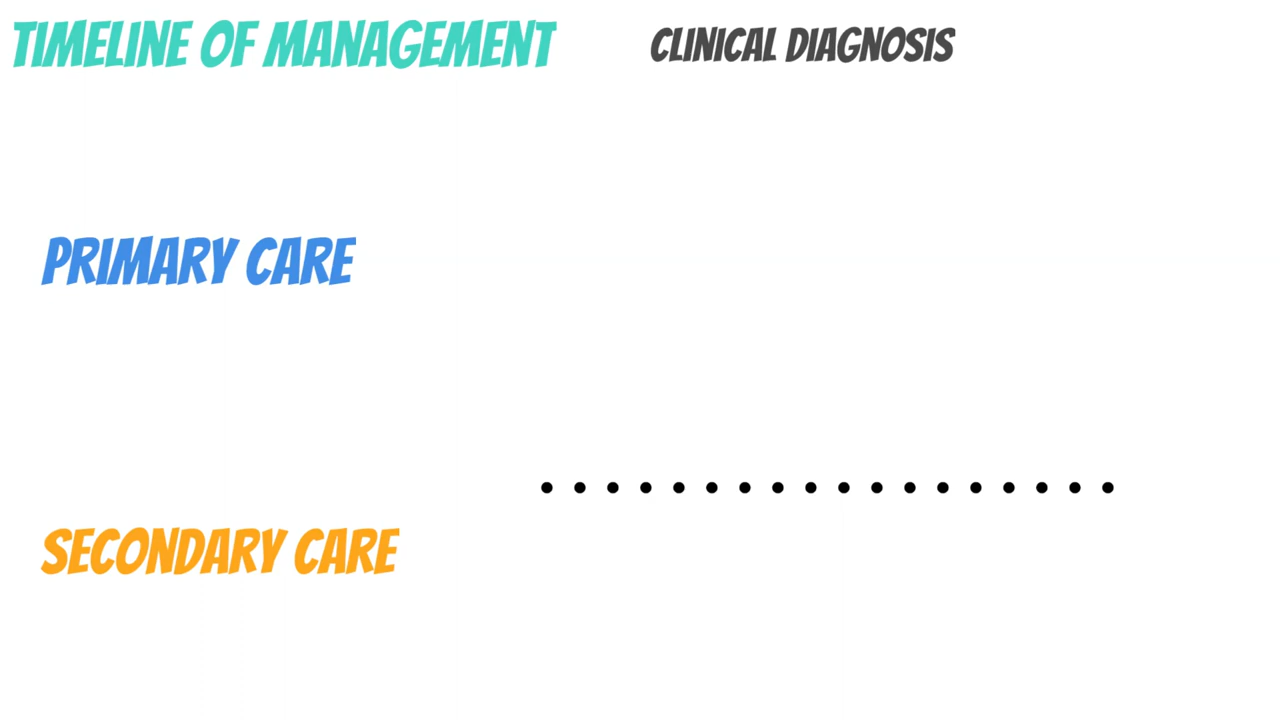 TIMELINE OF MANAGEMENT
CLINICAL DIAGNOSIS
PRIMARY CARE
SECONDARY CARE